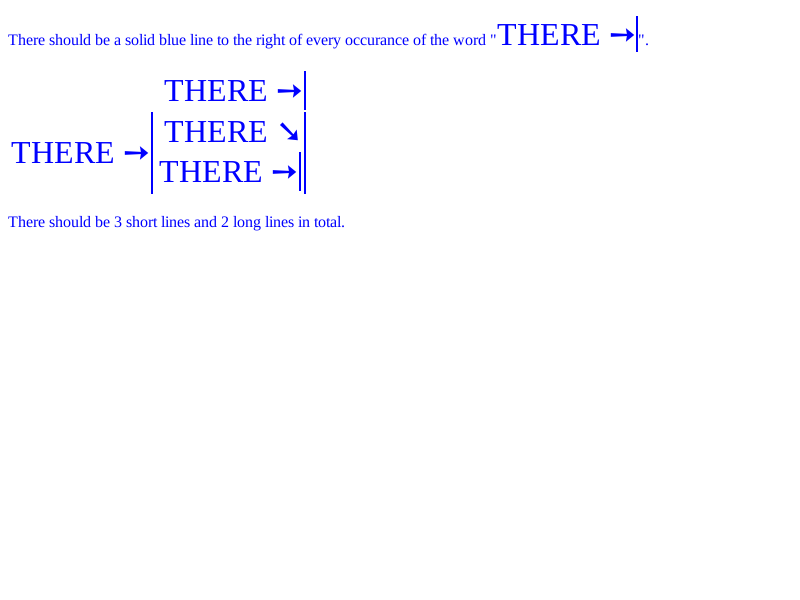 There should be a solid blue line to the right of every occurance of the word "THERE →".
THERE →
THERE ↘
THERE →
THERE →
There should be 3 short lines and 2 long lines in total.